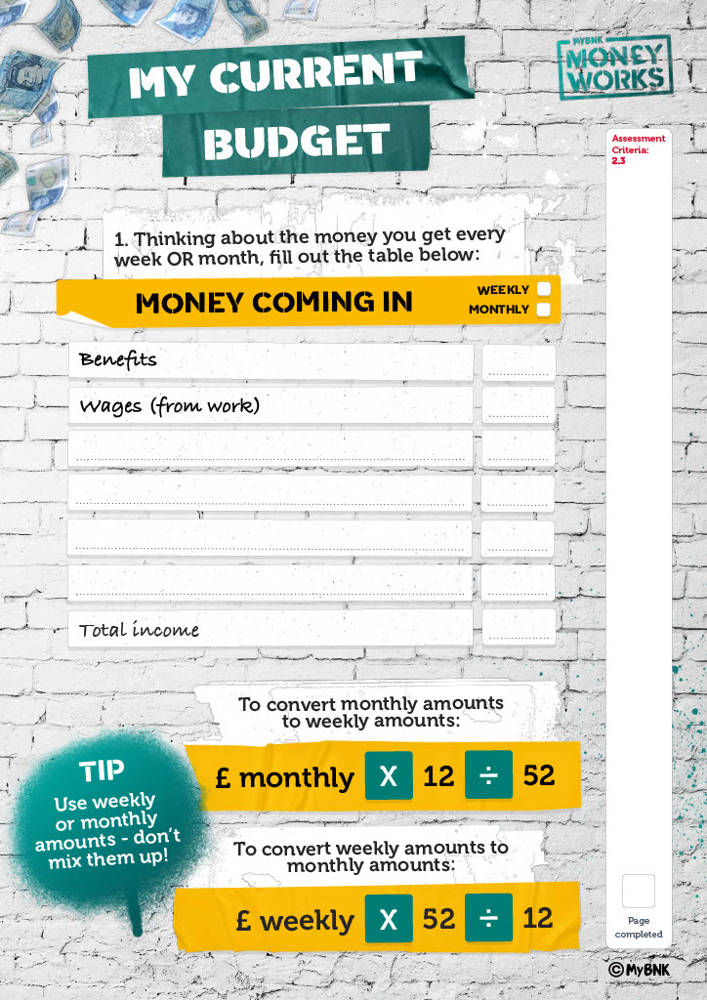 MY CURRENT
BUDGET
MYBNK
MONEY
WORKS
Assessment
Criteria:
2.3
1. Thinking about the money you get every
week OR month, fill out the table below:
MONEY COMING IN
WEEKLY
MONTHLY
Benefits
Wages (from work)
Total income
To convert monthly amounts
to weekly amounts:
£ monthly X 12 ÷ 52
TIP
Use weekly
or monthly
amounts - don't
mix them up!
To convert weekly amounts to
monthly amounts:
£ weekly X 52 ÷ 12
Page
completed
© MyBNK